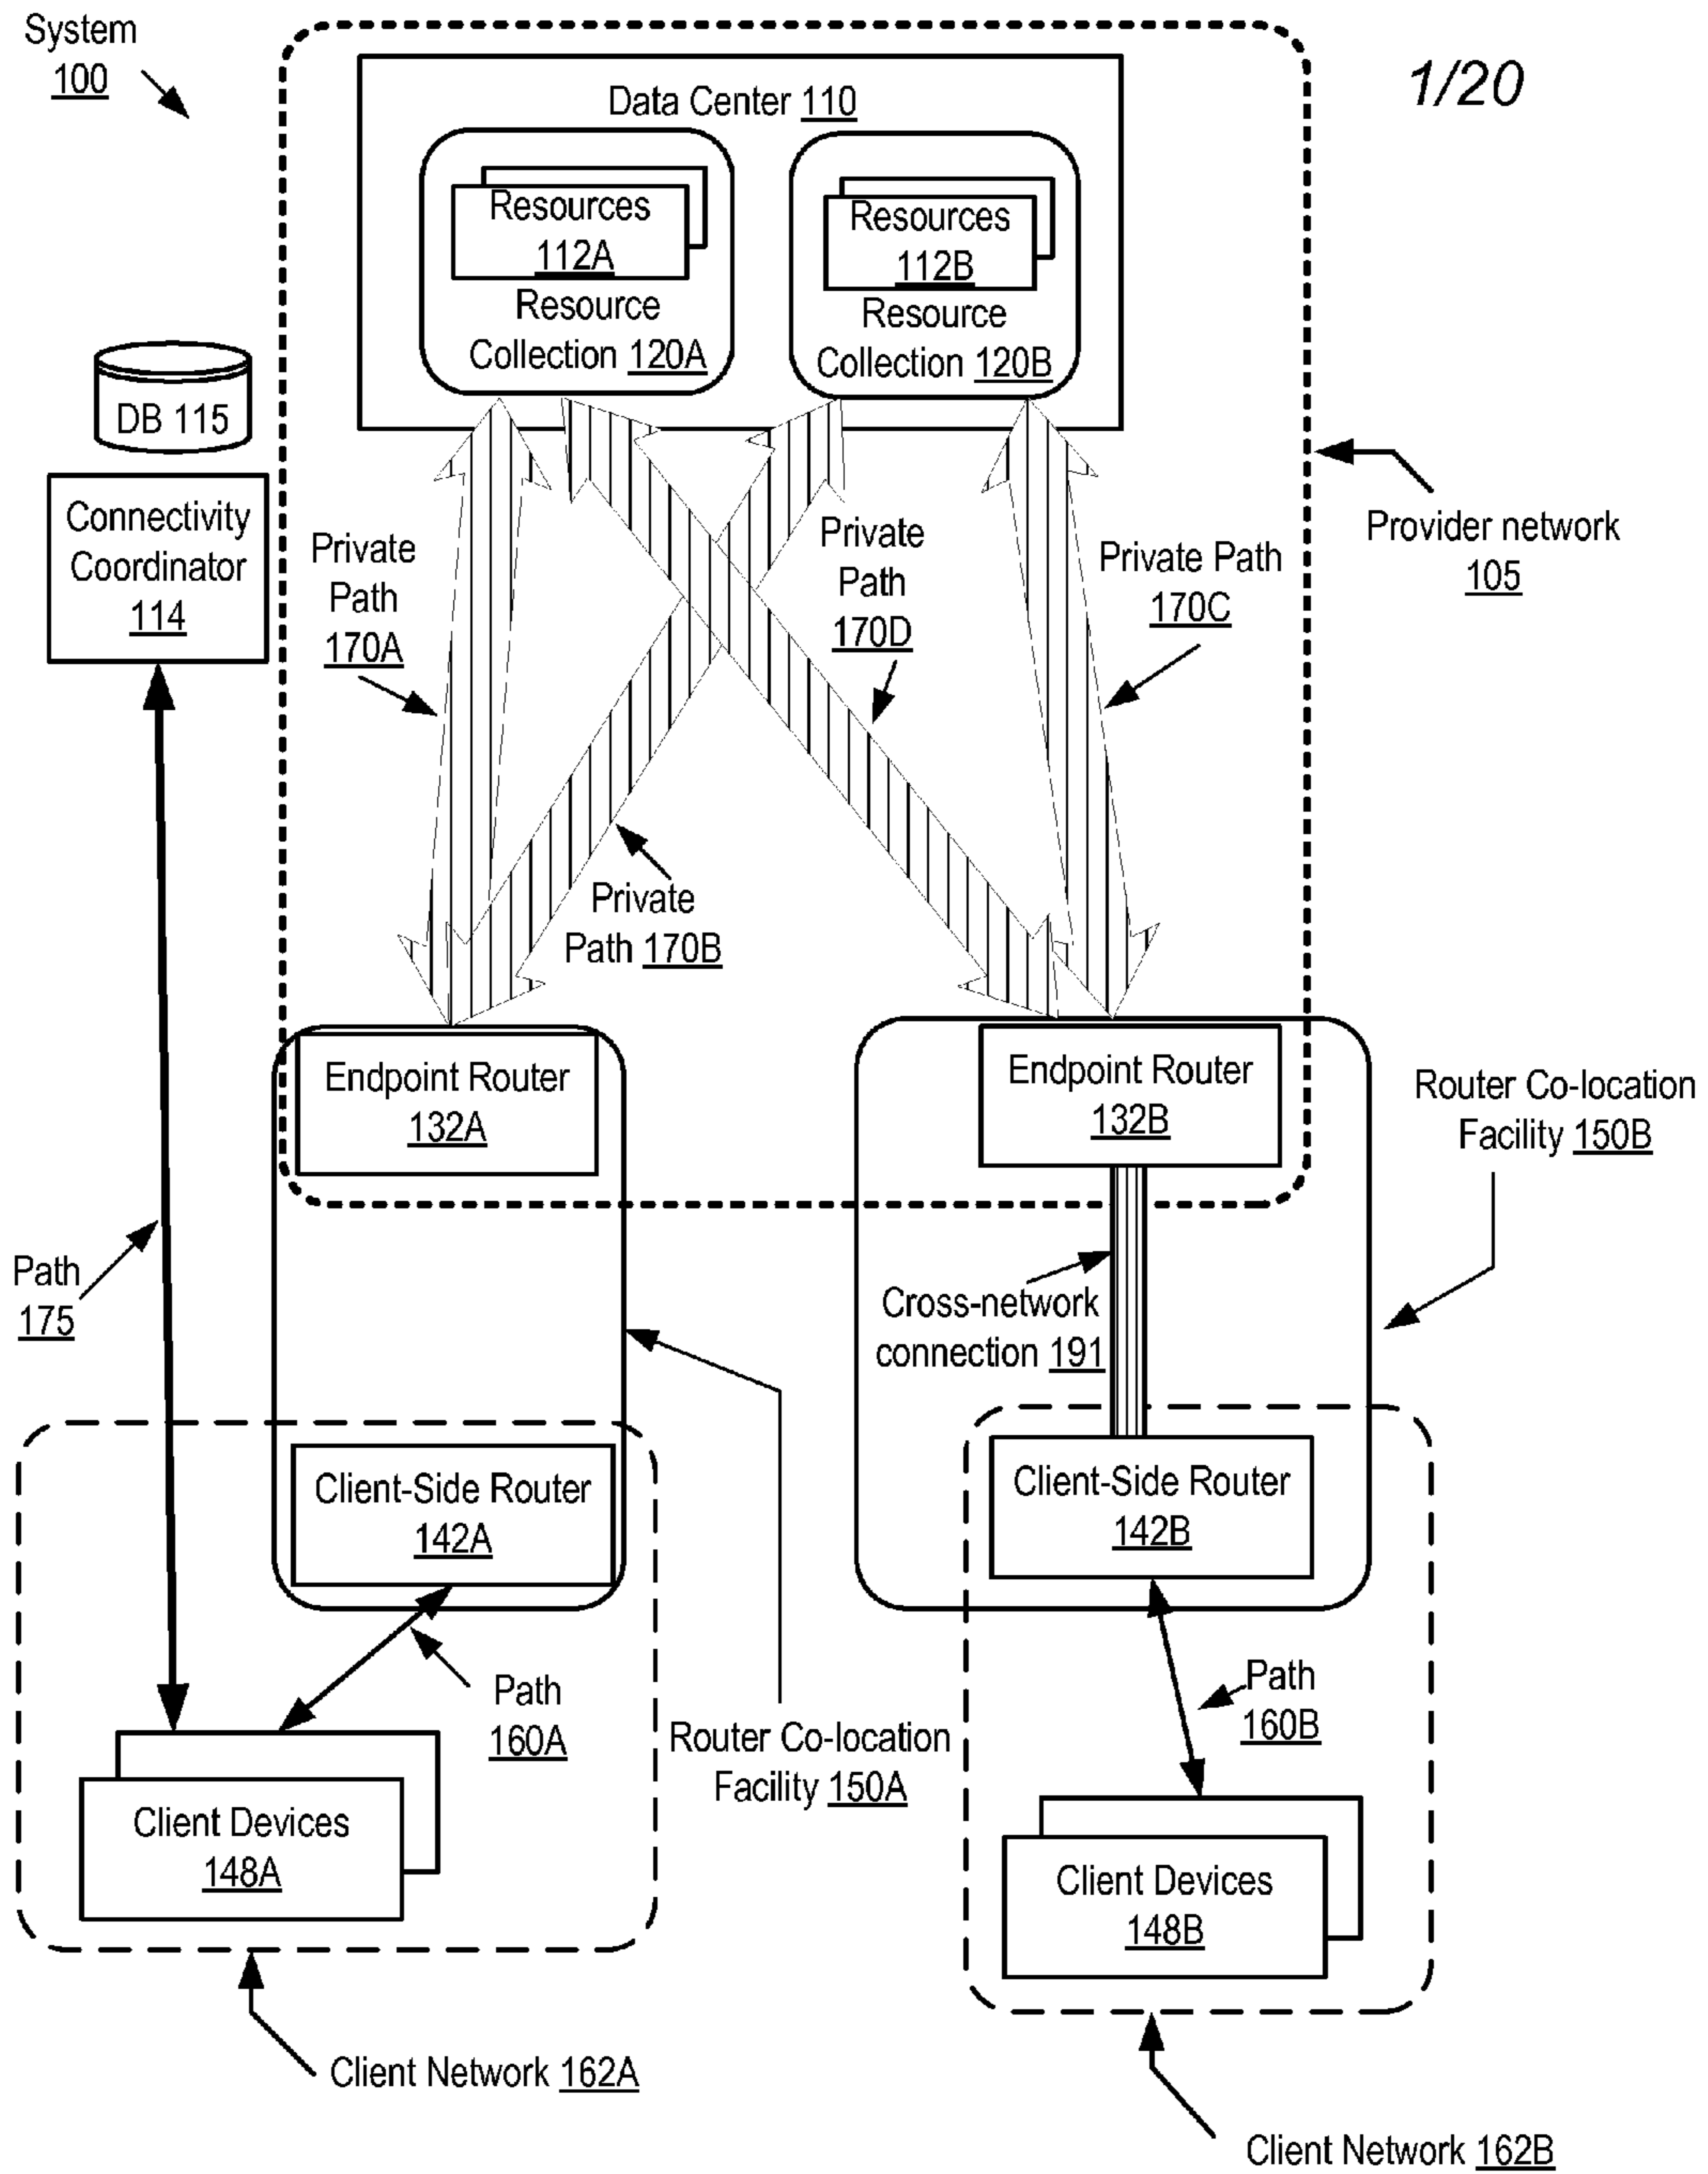 System
100
1/20
Data Center 110
Resources
112A
Resource
Collection 120A
Resources
112B
Resource
Collection 120B
DB 115
Connectivity
Coordinator
114
Private
Path
170A
Private
Path
170D
Private Path
170C
Provider network
105
Private
Path 170B
Endpoint Router
132A
Endpoint Router
132B
Router Co-location
Facility 150B
Path
175
Cross-network
connection 191
Client-Side Router
142A
Client-Side Router
142B
Path
160A
Path
160B
Router Co-location
Facility 150A
Client Devices
148A
Client Devices
148B
Client Network 162A
Client Network 162B